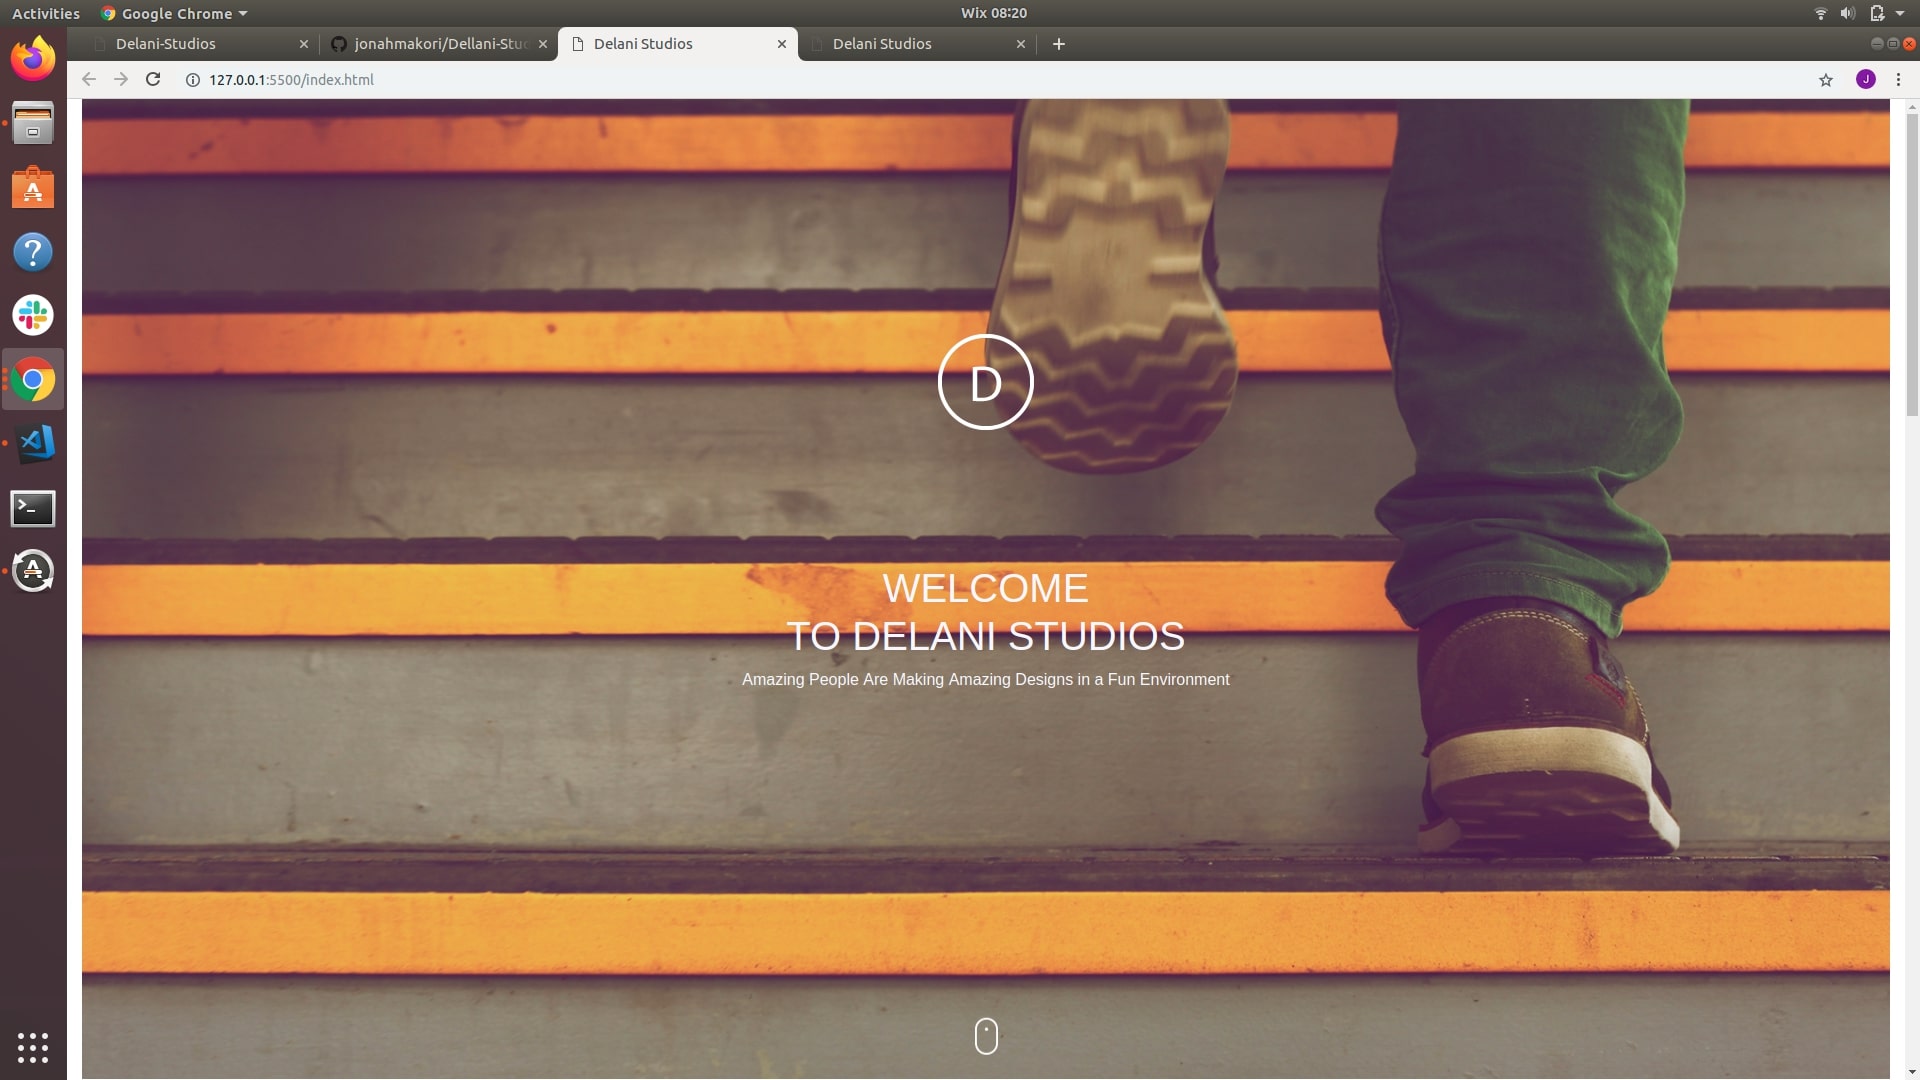 Activities
Google Chrome
Wix 08:20
Delani-Studios
jonahmakori/Dellani-Stud
Delani Studios
Delani Studios
127.0.0.1:5500/index.html
J
D
WELCOME
TO DELANI STUDIOS
Amazing People Are Making Amazing Designs in a Fun Environment